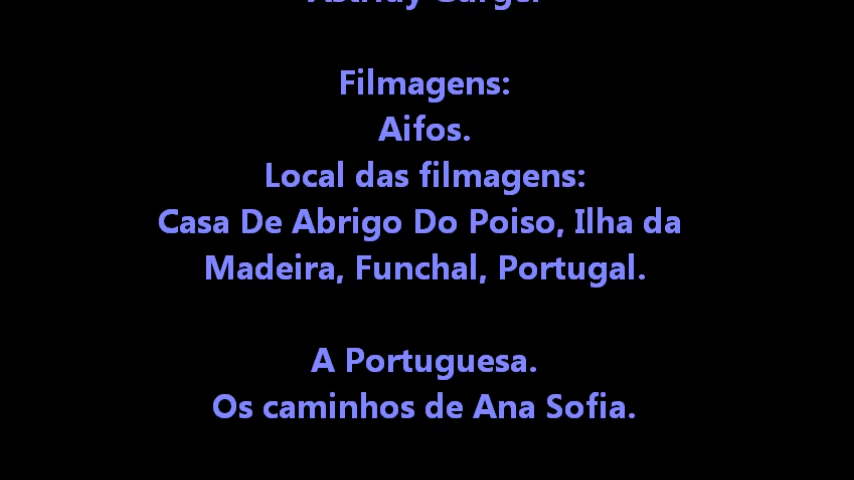 Filmagens:
Aifos.
Local das filmagens:
Casa De Abrigo Do Poiso, Ilha da
Madeira, Funchal, Portugal.
A Portuguesa.
Os caminhos de Ana Sofia.